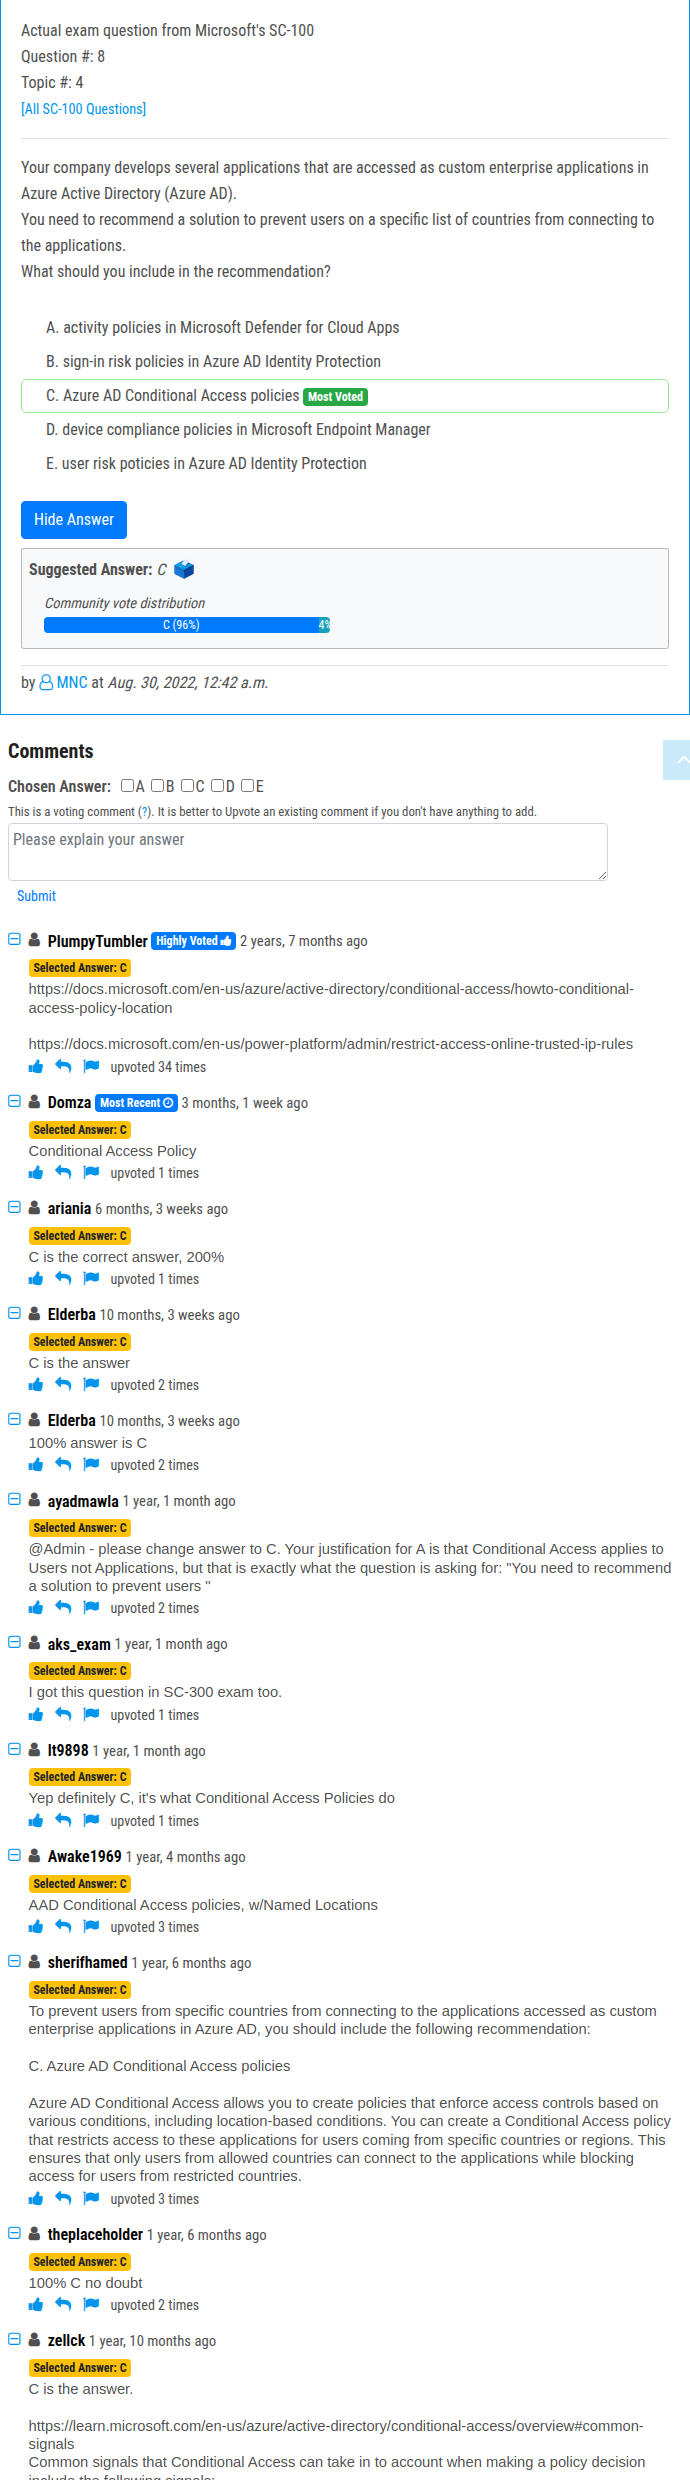 Actual exam question from Microsoft's SC-100
Question #: 8
Topic #: 4
[All SC-100 Questions]
Your company develops several applications that are accessed as custom enterprise applications in
Azure Active Directory (Azure AD).
You need to recommend a solution to prevent users on a specific list of countries from connecting to
the applications.
What should you include in the recommendation?
A. activity policies in Microsoft Defender for Cloud Apps
B. sign-in risk policies in Azure AD Identity Protection
C. Azure AD Conditional Access policies Most Voted
D. device compliance policies in Microsoft Endpoint Manager
E. user risk poticies in Azure AD Identity Protection
Hide Answer
Suggested Answer: C
Community vote distribution
C (96%) 4%
by MNC at Aug. 30, 2022, 12:42 a.m.
Comments
Chosen Answer: A B C D E
This is a voting comment (?). It is better to Upvote an existing comment if you don't have anything to add.
Please explain your answer
Submit
PlumpyTumbler Highly Voted 2 years, 7 months ago
Selected Answer: C
https://docs.microsoft.com/en-us/azure/active-directory/conditional-access/howto-conditional-
access-policy-location
https://docs.microsoft.com/en-us/power-platform/admin/restrict-access-online-trusted-ip-rules
upvoted 34 times
Domza Most Recent 3 months, 1 week ago
Selected Answer: C
Conditional Access Policy
upvoted 1 times
ariania 6 months, 3 weeks ago
Selected Answer: C
C is the correct answer, 200%
upvoted 1 times
Elderba 10 months, 3 weeks ago
Selected Answer: C
C is the answer
upvoted 2 times
Elderba 10 months, 3 weeks ago
100% answer is C
upvoted 2 times
ayadmawla 1 year, 1 month ago
Selected Answer: C
@Admin - please change answer to C. Your justification for A is that Conditional Access applies to
Users not Applications, but that is exactly what the question is asking for: "You need to recommend
a solution to prevent users "
upvoted 2 times
aks_exam 1 year, 1 month ago
Selected Answer: C
I got this question in SC-300 exam too.
upvoted 1 times
It9898 1 year, 1 month ago
Selected Answer: C
Yep definitely C, it's what Conditional Access Policies do
upvoted 1 times
Awake1969 1 year, 4 months ago
Selected Answer: C
AAD Conditional Access policies, w/Named Locations
upvoted 3 times
sherifhamed 1 year, 6 months ago
Selected Answer: C
To prevent users from specific countries from connecting to the applications accessed as custom
enterprise applications in Azure AD, you should include the following recommendation:
C. Azure AD Conditional Access policies
Azure AD Conditional Access allows you to create policies that enforce access controls based on
various conditions, including location-based conditions. You can create a Conditional Access policy
that restricts access to these applications for users coming from specific countries or regions. This
ensures that only users from allowed countries can connect to the applications while blocking
access for users from restricted countries.
upvoted 3 times
theplaceholder 1 year, 6 months ago
Selected Answer: C
100% C no doubt
upvoted 2 times
zellck 1 year, 10 months ago
Selected Answer: C
C is the answer.
https://learn.microsoft.com/en-us/azure/active-directory/conditional-access/overview#common-
signals
Common signals that Conditional Access can take in to account when making a policy decision
include the following signals: